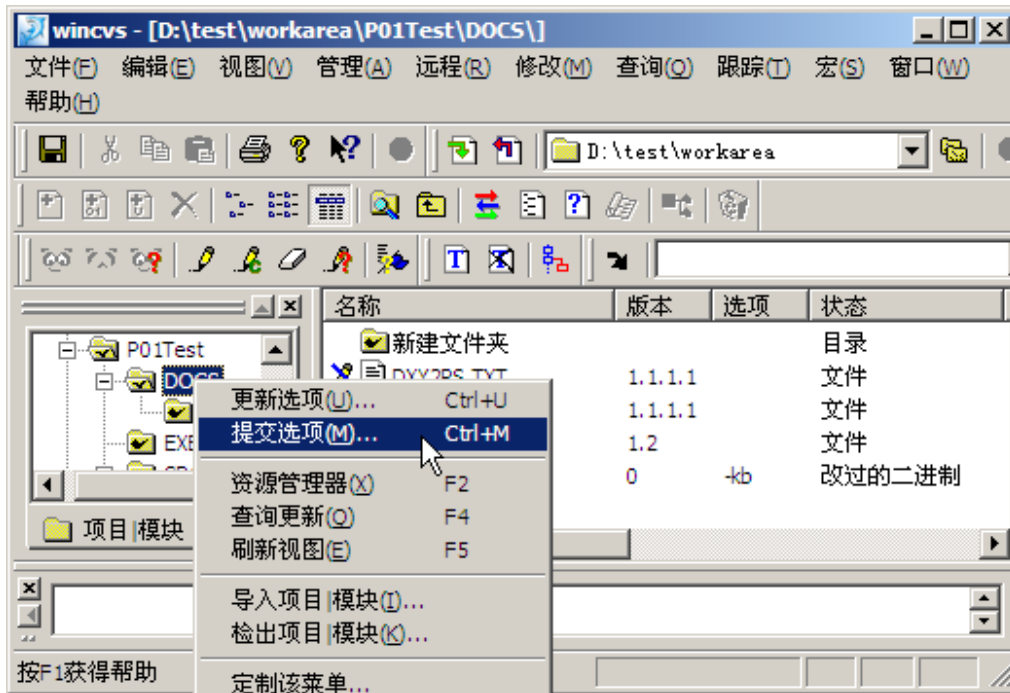 wincvs - [D:\test\workarea\P01Test\DOCS\]
文件(F) 编辑(E) 视图(V) 管理(A) 远程(R) 修改(M) 查询(Q) 跟踪(T) 宏(S) 窗口(W)
帮助(H)
D:\test\workarea
名称 版本 选项 状态
P01Test
DOCS
EXE
新建文件夹 目录
DXY2PS.TXT 1.1.1.1 文件
1.1.1.1 文件
1.2 文件
0 -kb 改过的二进制
项目|模块
更新选项(U)... Ctrl+U
提交选项(M)... Ctrl+M
资源管理器(X) F2
查询更新(Q) F4
刷新视图(E) F5
导入项目|模块(I)...
检出项目|模块(K)...
定制该菜单...
按F1获得帮助